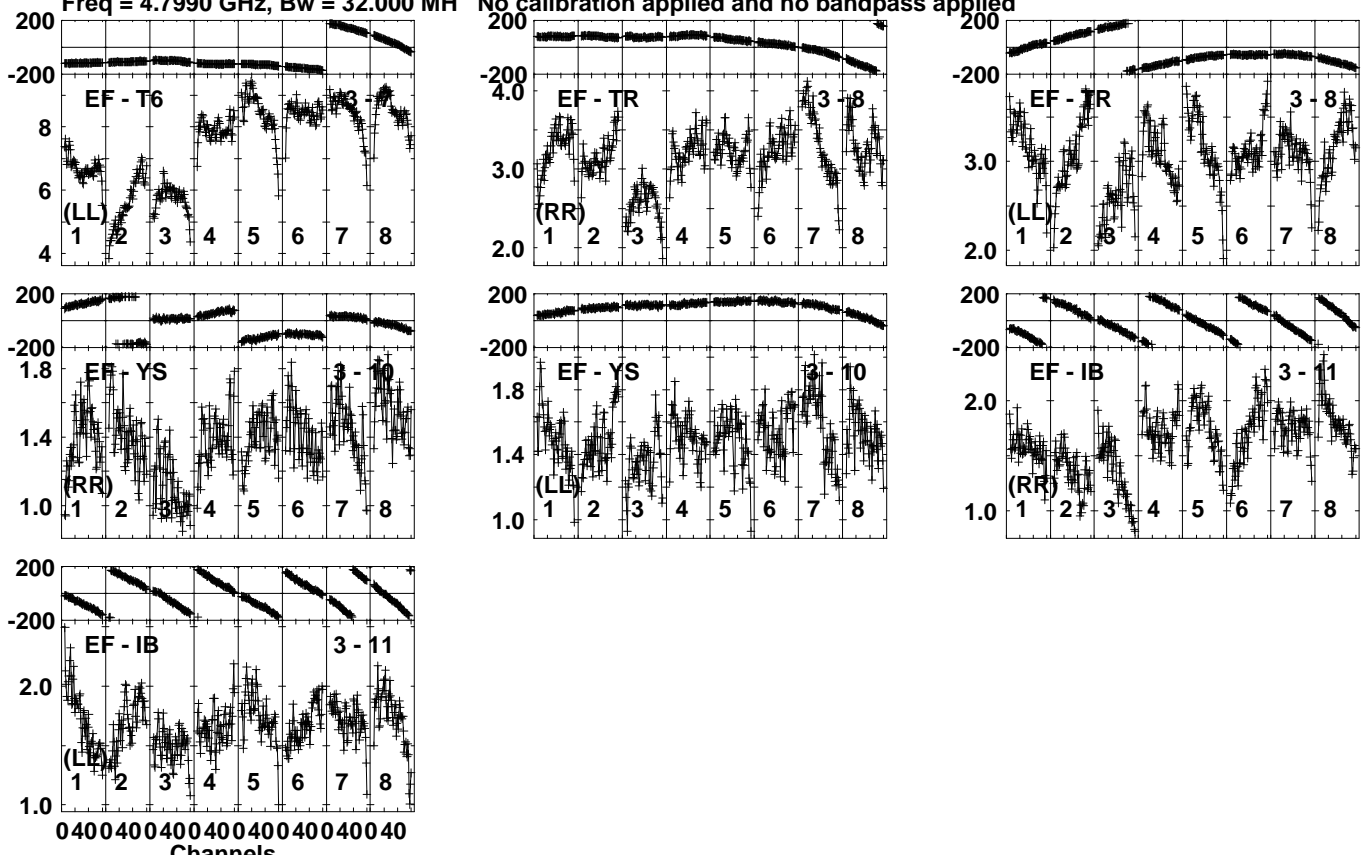 Freq = 4.7990 GHz, Bw = 32.000 MH No calibration applied and no bandpass applied
200
-200
EF - T6 3 - 7
8
6
4
(LL)
1 2 3 4 5 6 7 8
200
-200
EF - TR 3 - 8
4.0
3.0
2.0
(RR)
1 2 3 4 5 6 7 8
200
-200
EF - TR 3 - 8
3.0
2.0
(LL)
1 2 3 4 5 6 7 8
200
-200
EF - YS 3 - 10
1.8
1.4
1.0
(RR)
1 2 3 4 5 6 7 8
200
-200
EF - YS 3 - 10
1.8
1.4
1.0
(LL)
1 2 3 4 5 6 7 8
200
-200
EF - IB 3 - 11
2.0
1.0
(RR)
1 2 3 4 5 6 7 8
200
-200
EF - IB 3 - 11
2.0
1.0
(LL)
1 2 3 4 5 6 7 8
0 40 0 40 0 40 0 40 0 40 0 40 0 40 0 40
Channels